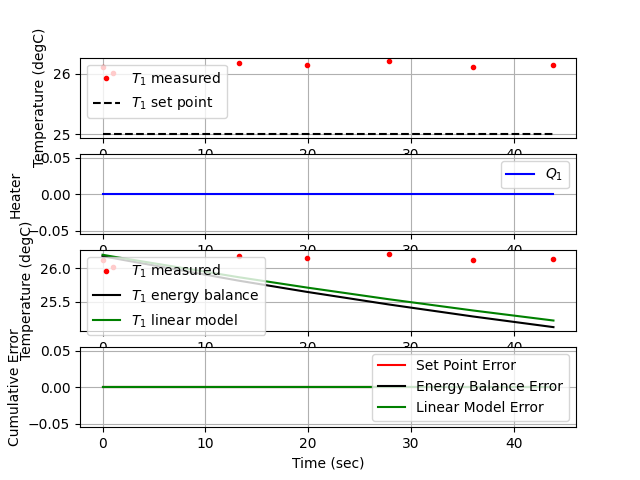 Temperature (degC)
26
25
T₁ measured
T₁ set point
0 10 20 30 40
Heater
0.05
0.00
−0.05
Q₁
0 10 20 30 40
Temperature (degC)
26.0
25.5
T₁ measured
T₁ energy balance
T₁ linear model
0 10 20 30 40
Cumulative Error
0.05
0.00
−0.05
Set Point Error
Energy Balance Error
Linear Model Error
0 10 20 30 40
Time (sec)